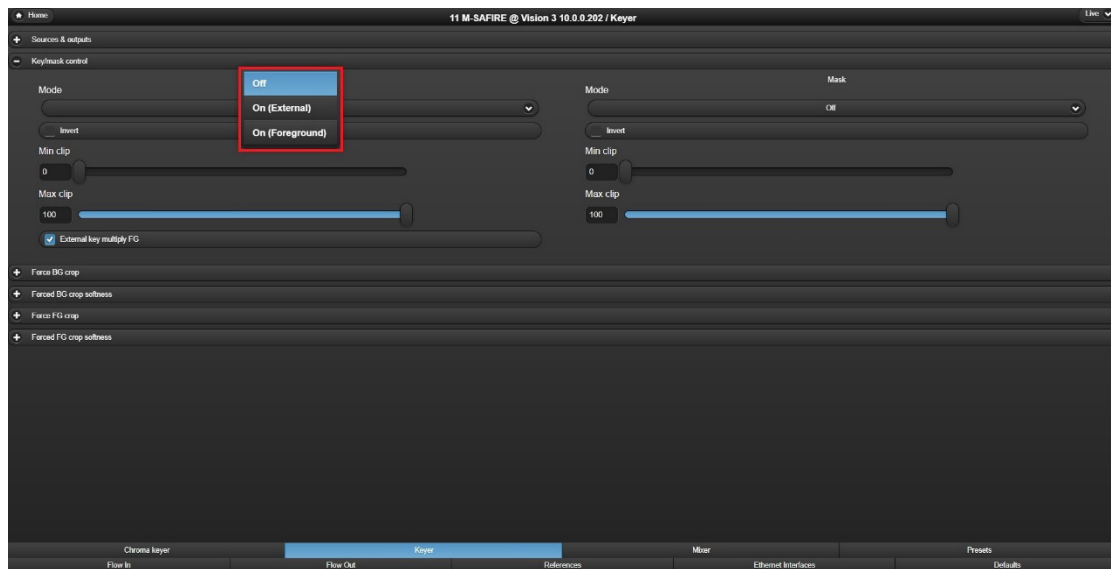 Home
11 M-SAFIRE @ Vision 3 10.0.0.202 / Keyer
Live
Sources & outputs
Key/mask control
Mode
Off
On (External)
On (Foreground)
Invert
Min clip
0
Max clip
100
External key multiply FG
Mask
Mode
Off
Invert
Min clip
0
Max clip
100
Force BG crop
Forced BG crop softness
Force FG crop
Forced FG crop softness
Chroma keyer Keyer Mixer Presets
Flow In Flow Out References Ethernet Interfaces Defaults